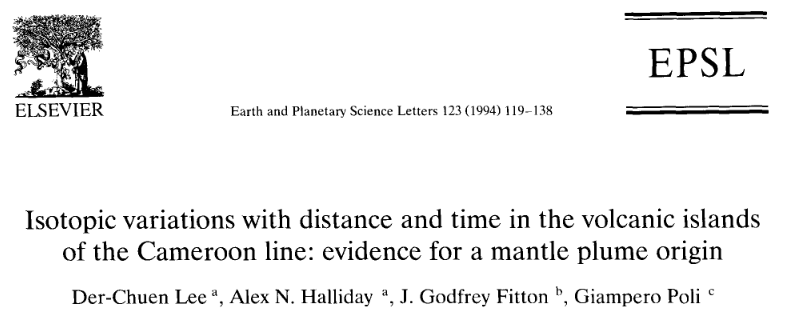 ELSEVIER
EPSL
Earth and Planetary Science Letters 123 (1994) 119–138
Isotopic variations with distance and time in the volcanic islands
of the Cameroon line: evidence for a mantle plume origin
Der-Chuen Lee ᵃ, Alex N. Halliday ᵃ, J. Godfrey Fitton ᵇ, Giampero Poli ᶜ